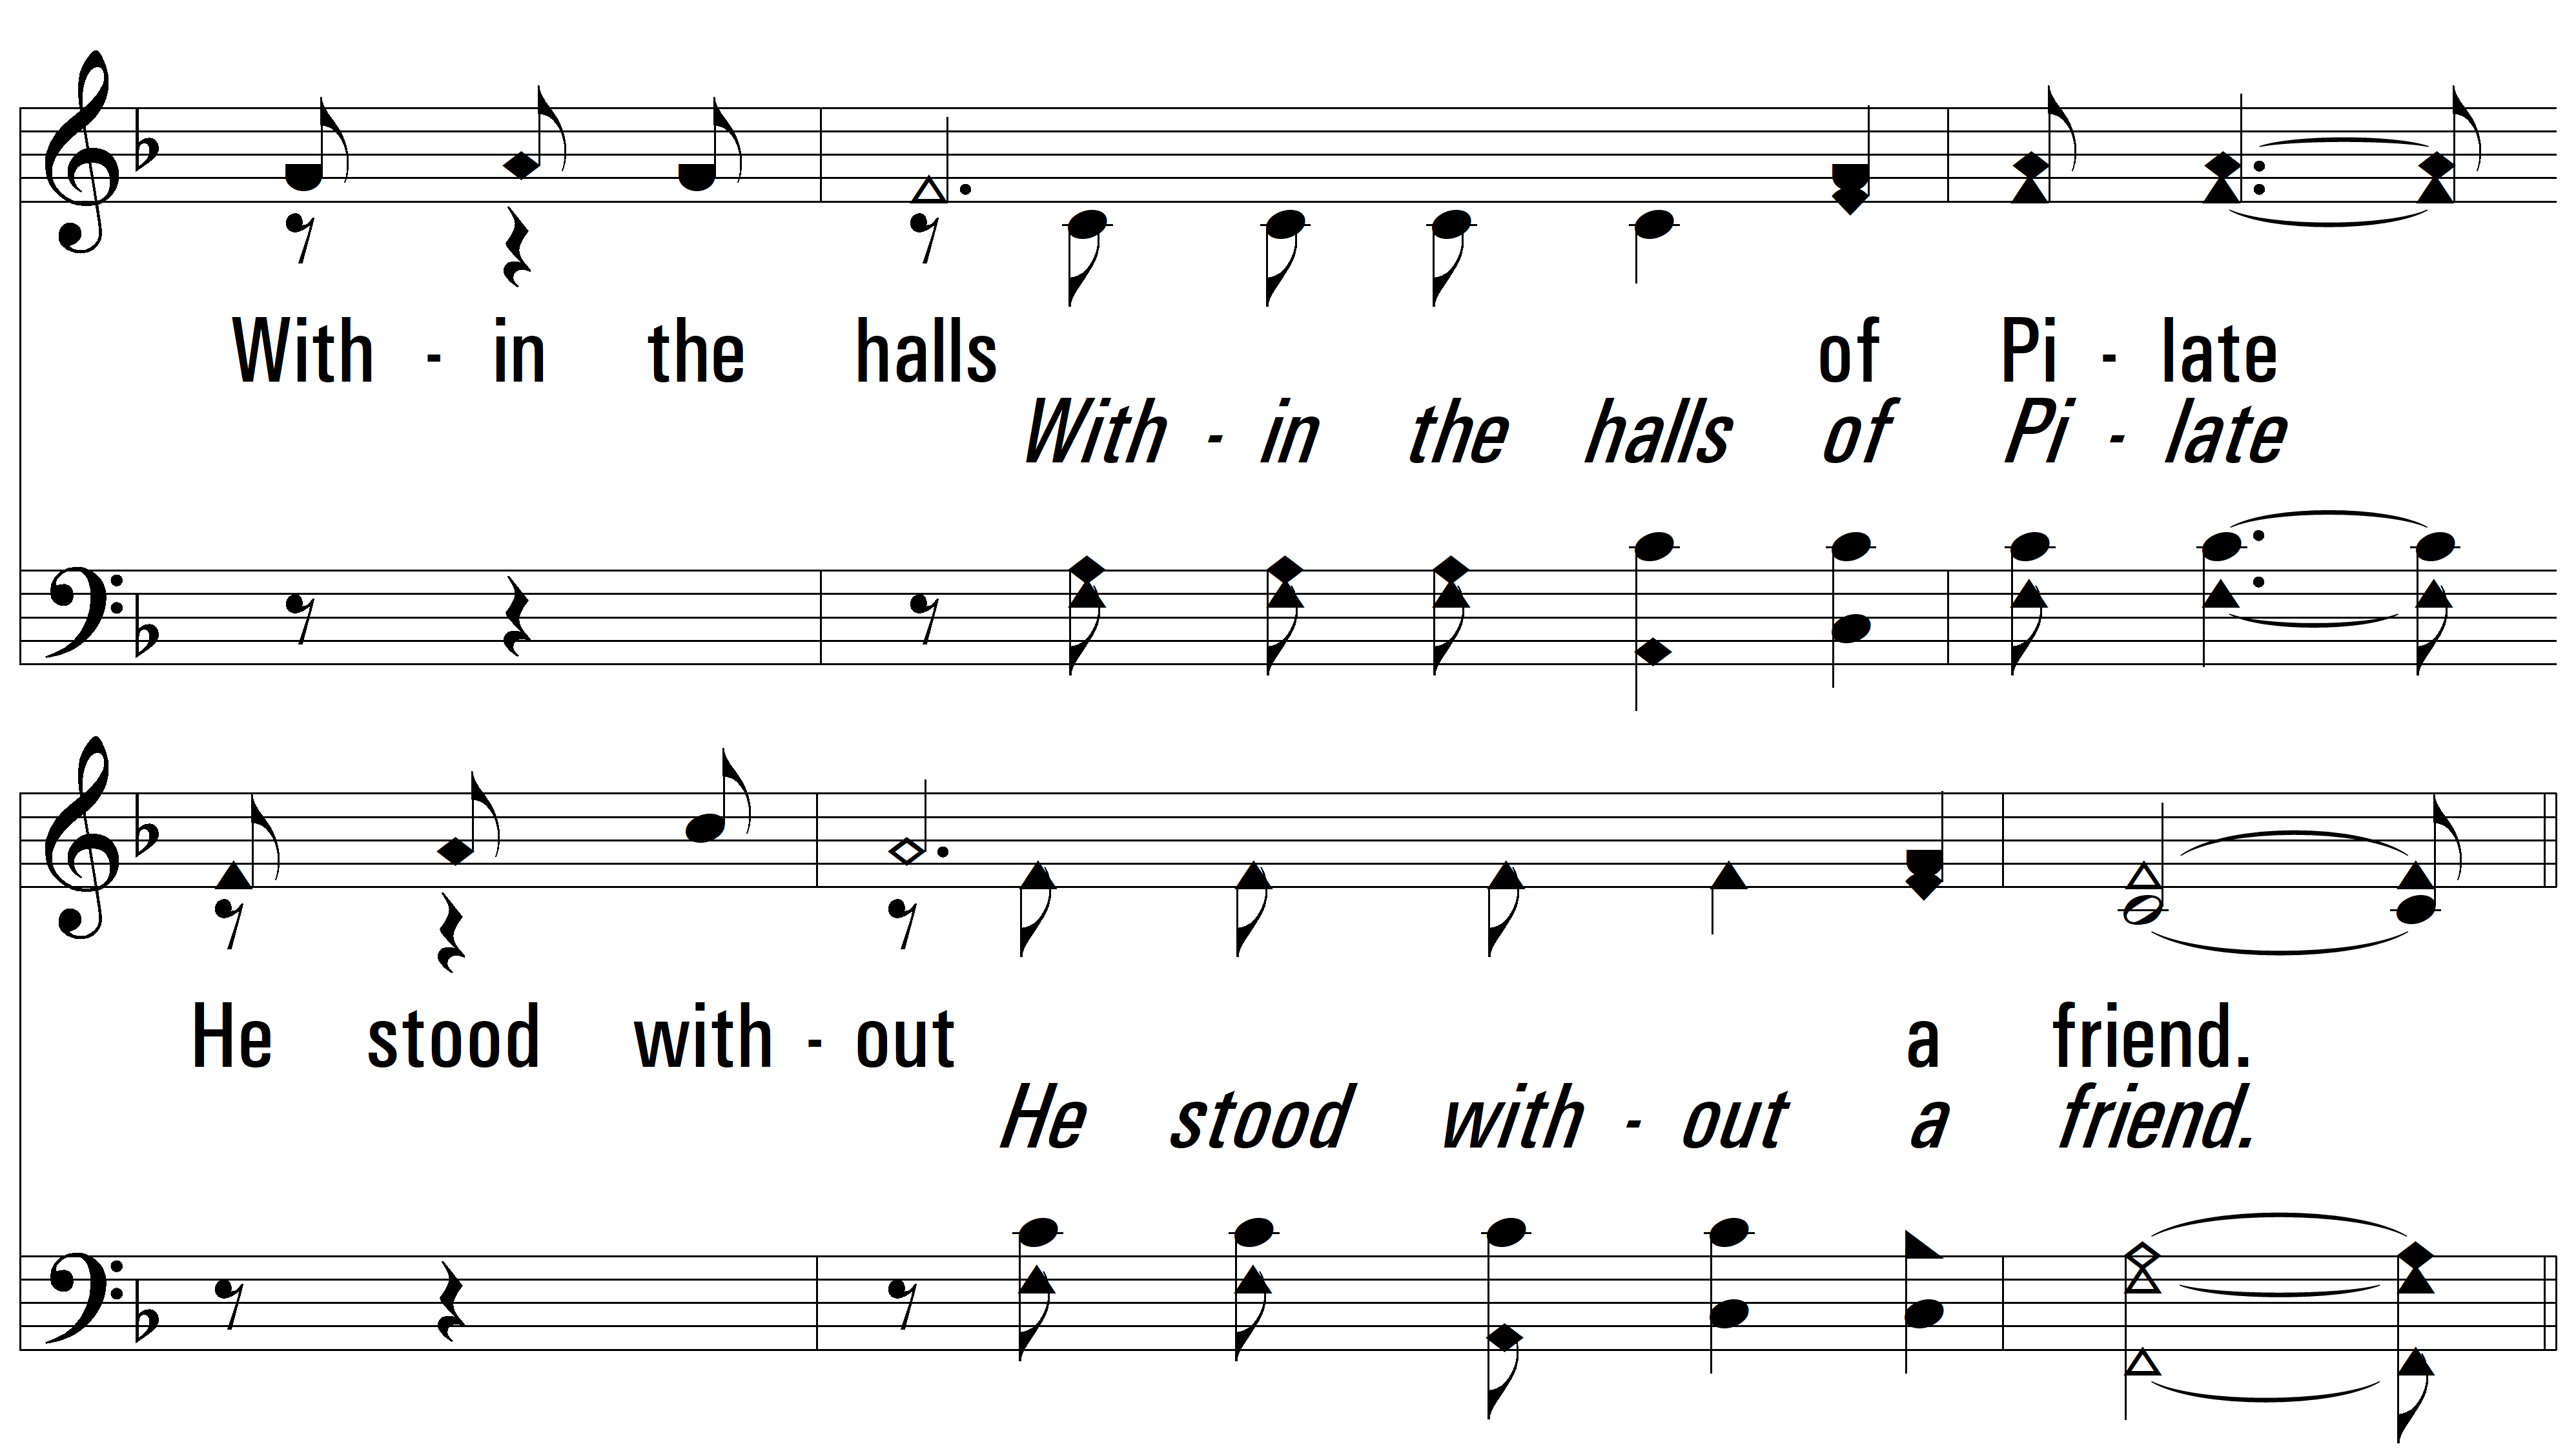 With - in the halls of Pi - late
With - in the halls of Pi - late
He stood with - out a friend.
He stood with - out a friend.